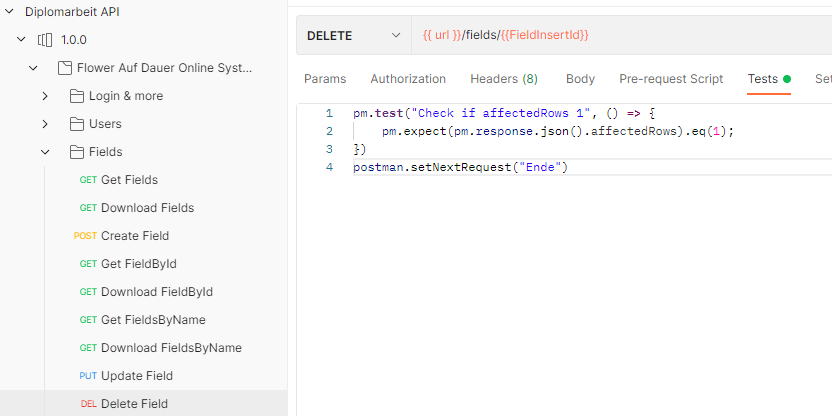 Diplomarbeit API
1.0.0
Flower Auf Dauer Online Syst...
Login & more
Users
Fields
GET Get Fields
GET Download Fields
POST Create Field
GET Get FieldById
GET Download FieldById
GET Get FieldsByName
GET Download FieldsByName
PUT Update Field
DEL Delete Field
DELETE
{{ url }}/fields/{{FieldInsertId}}
Params Authorization Headers (8) Body Pre-request Script Tests Set
1 pm.test("Check if affectedRows 1", () => {
2 pm.expect(pm.response.json().affectedRows).eq(1);
3 })
4 postman.setNextRequest("Ende")